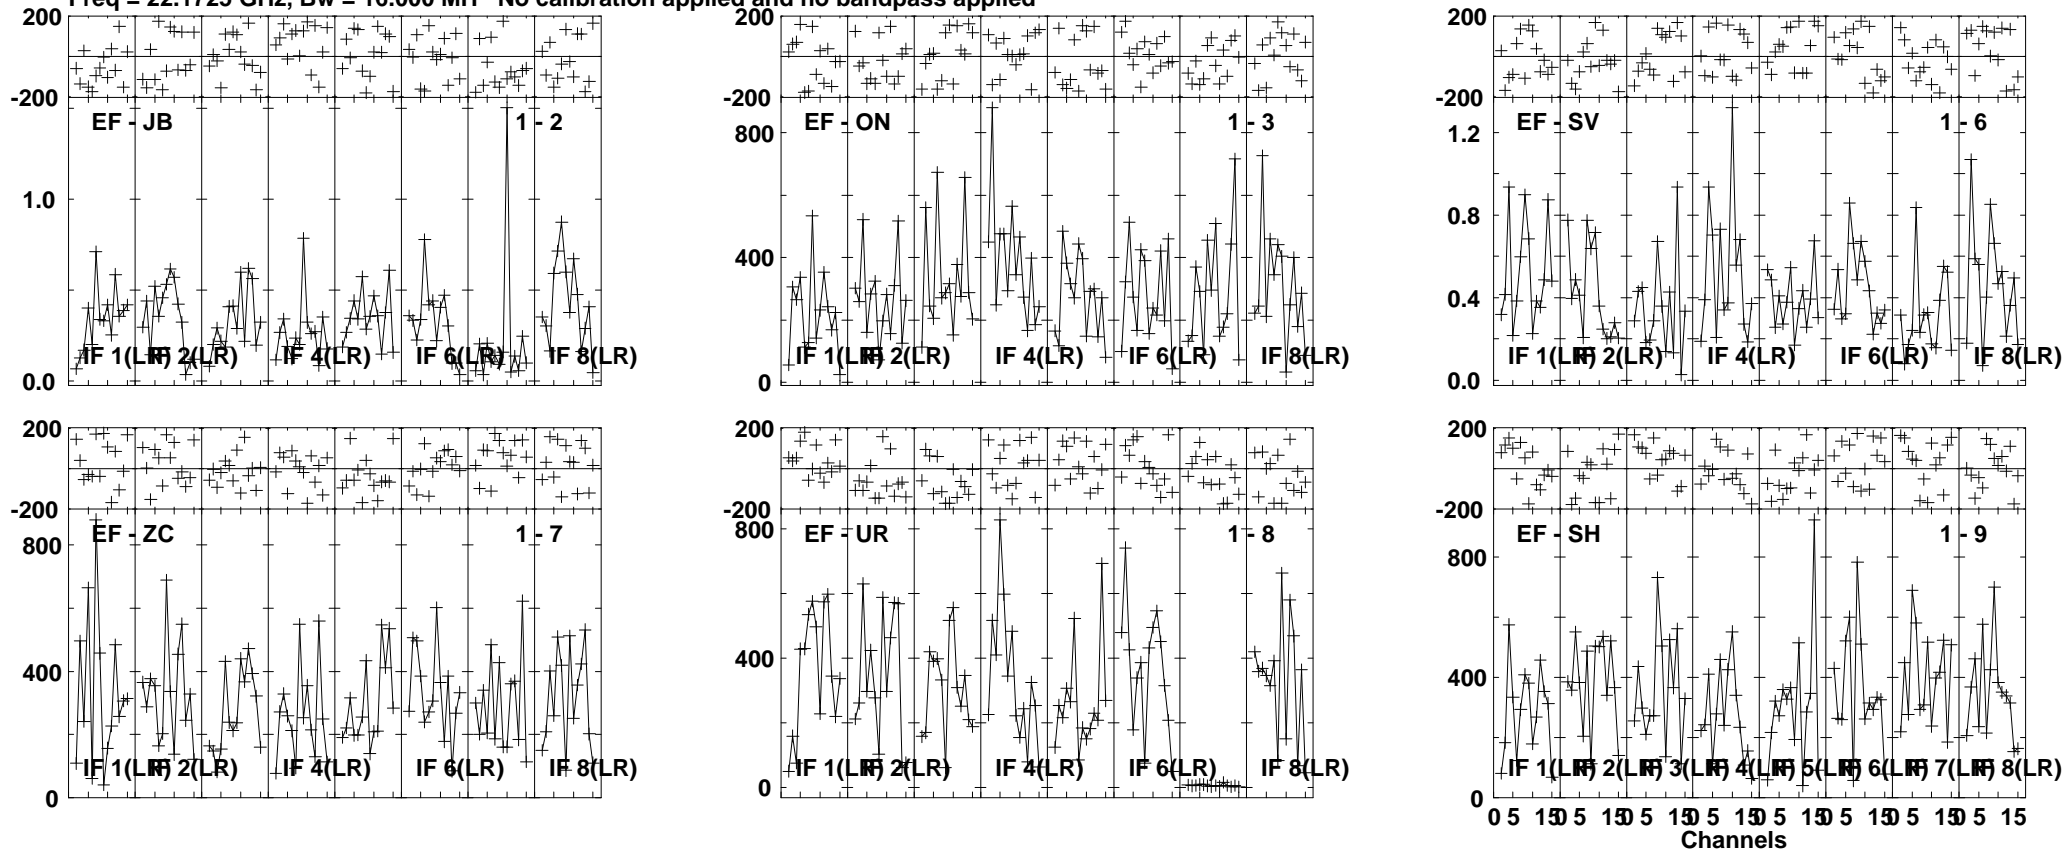 Freq = 22.1725 GHz, Bw = 16.000 MH No calibration applied and no bandpass applied
200
-200
EF - JB 1 - 2
1.0
0.0
IF 1(LR) IF 2(LR) IF 4(LR) IF 6(LR) IF 8(LR)
200
-200
EF - ON 1 - 3
800
400
0
IF 1(LR) IF 2(LR) IF 4(LR) IF 6(LR) IF 8(LR)
200
-200
EF - SV 1 - 6
1.2
0.8
0.4
0.0
IF 1(LR) IF 2(LR) IF 4(LR) IF 6(LR) IF 8(LR)
200
-200
EF - ZC 1 - 7
800
400
0
IF 1(LR) IF 2(LR) IF 4(LR) IF 6(LR) IF 8(LR)
200
-200
EF - UR 1 - 8
800
400
0
IF 1(LR) IF 2(LR) IF 4(LR) IF 6(LR) IF 8(LR)
200
-200
EF - SH 1 - 9
800
400
0
IF 1(LR) IF 2(LR) IF 3(LR) IF 4(LR) IF 5(LR) IF 6(LR) IF 7(LR) IF 8(LR)
0 5 15 0 5 15 0 5 15 0 5 15 0 5 15 0 5 15 0 5 15 0 5 15
Channels